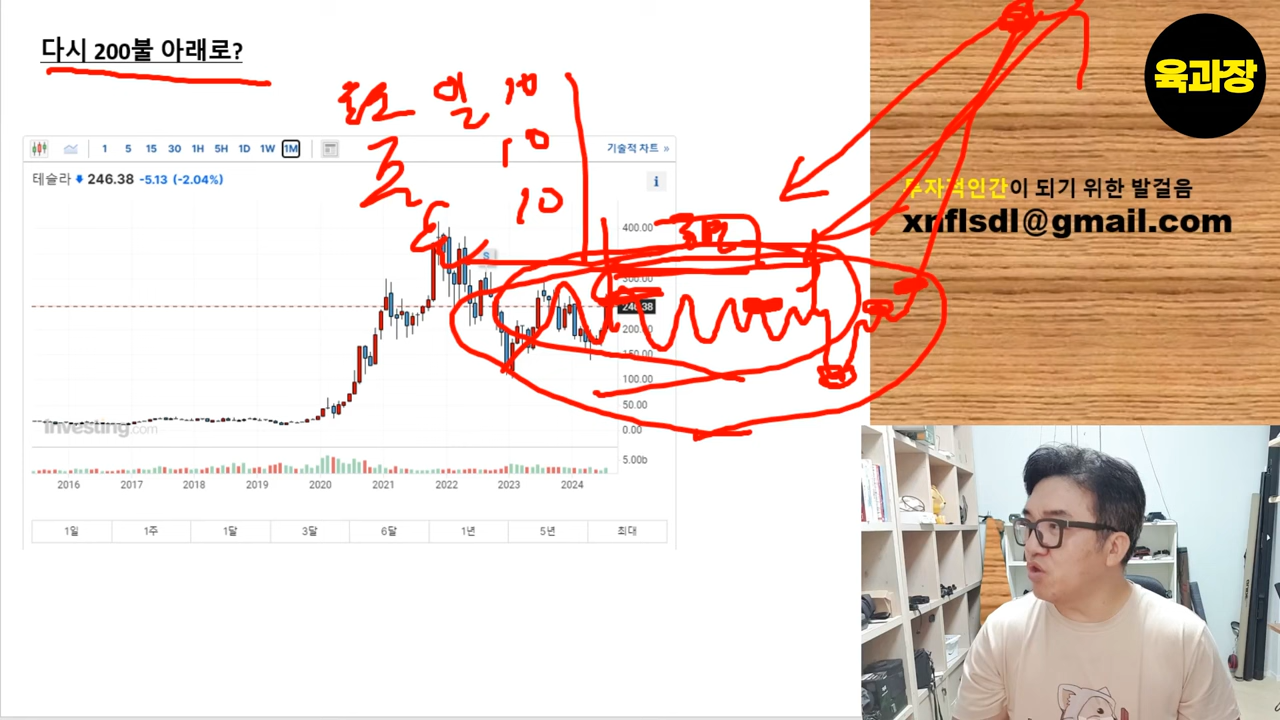 다시 200불 아래로?
육과장
10
10
10
1 5 15 30 1H 5H 1D 1W 1M
기술적 차트 »
테슬라 246.38 -5.13 (-2.04%)
i
투자적인간이 되기 위한 발걸음
xnflsdl@gmail.com
S
400.00
300.00
246.38
200.00
150.00
100.00
50.00
0.00
Investing.com
5.00b
2016 2017 2018 2019 2020 2021 2022 2023 2024
1일 1주 1달 3달 6달 1년 5년 최대